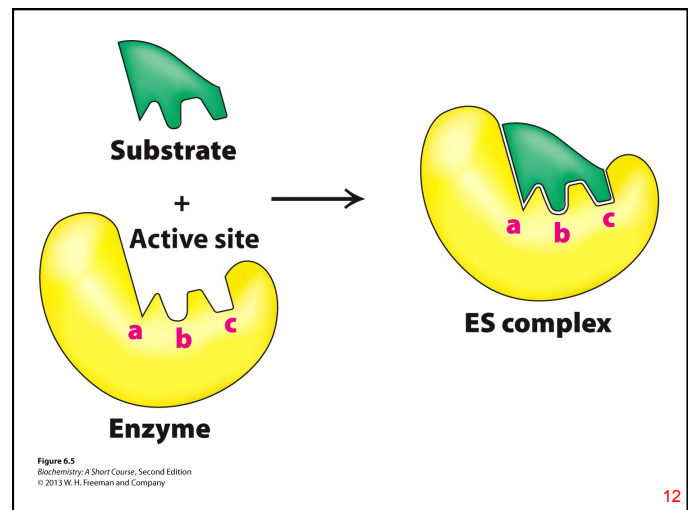 Substrate
+
Active site
a
b
c
Enzyme
a
b
c
ES complex
Figure 6.5
Biochemistry: A Short Course, Second Edition
© 2013 W. H. Freeman and Company
12